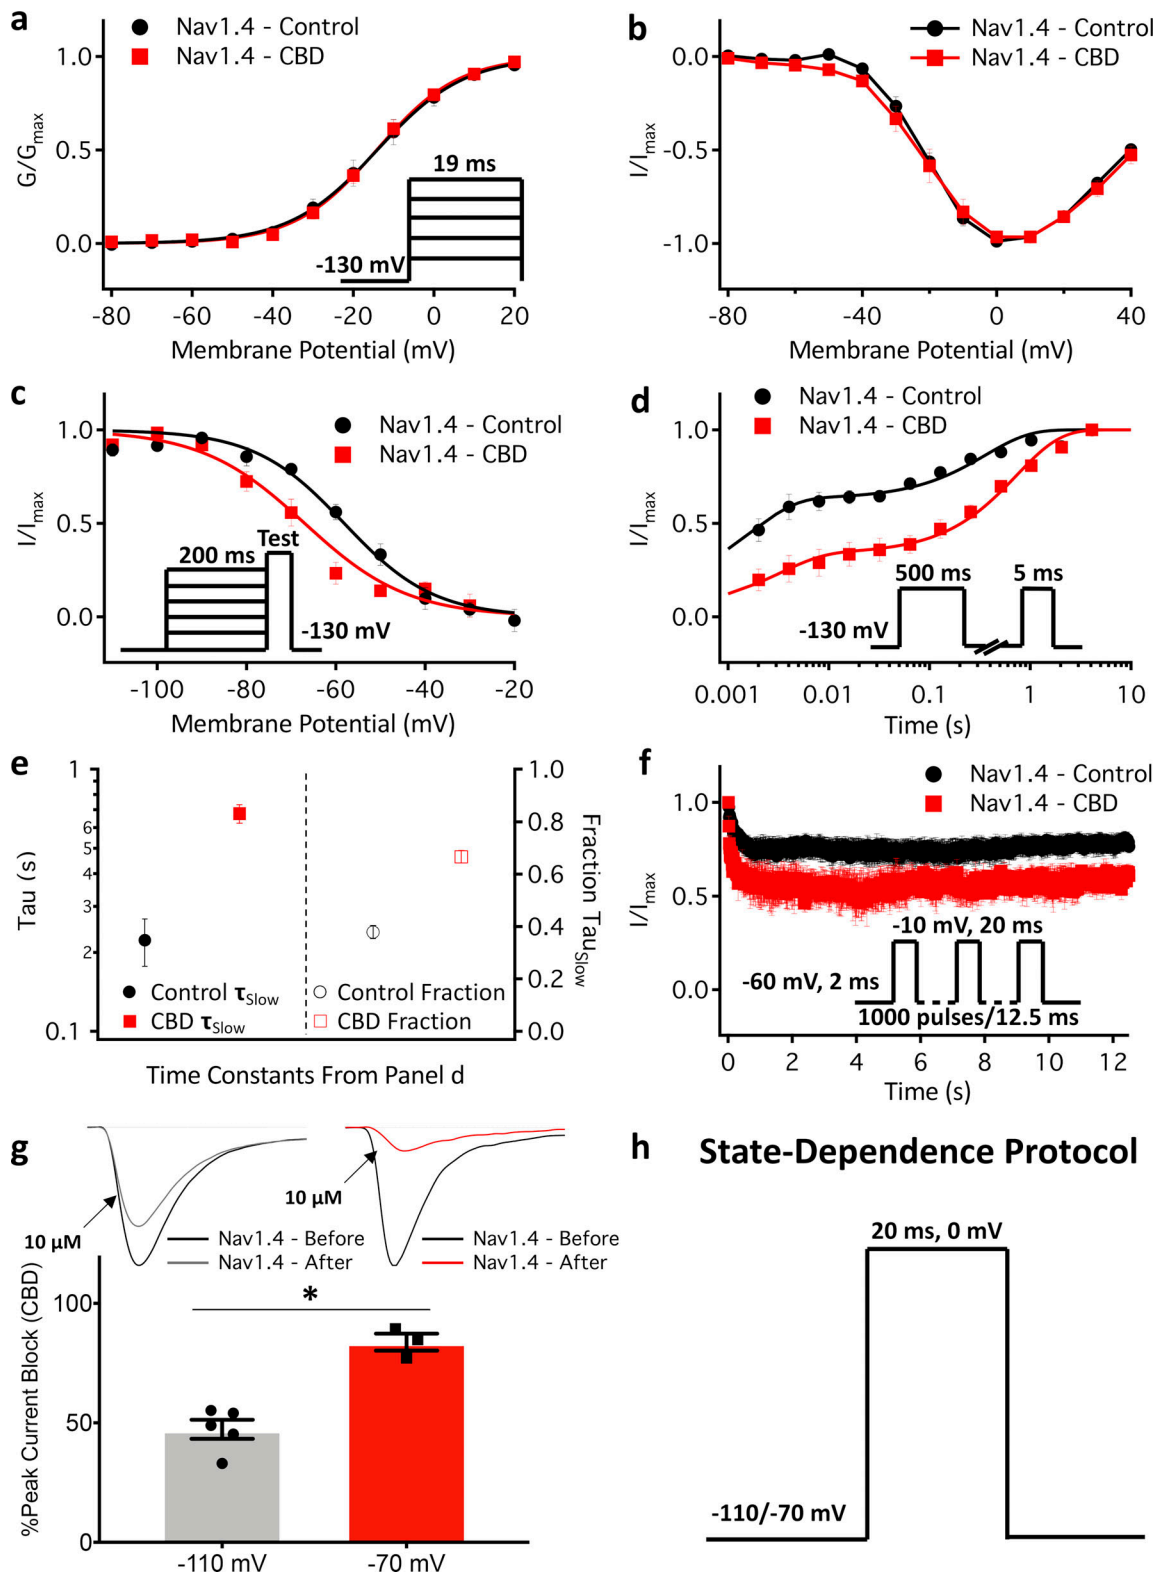 a
Nav1.4 - Control
Nav1.4 - CBD
1.0
0.5
0.0
G/Gmax
19 ms
-130 mV
-80 -60 -40 -20 0 20
Membrane Potential (mV)
b
Nav1.4 - Control
Nav1.4 - CBD
0.0
-0.5
-1.0
I/Imax
-80 -40 0 40
Membrane Potential (mV)
c
Nav1.4 - Control
Nav1.4 - CBD
1.0
0.5
0.0
I/Imax
Test
200 ms
-130 mV
-100 -80 -60 -40 -20
Membrane Potential (mV)
d
Nav1.4 - Control
Nav1.4 - CBD
1.0
0.5
0.0
I/Imax
500 ms
5 ms
-130 mV
0.001 0.01 0.1 1 10
Time (s)
e
1
6
5
4
3
2
0.1
Tau (s)
1.0
0.8
0.6
0.4
0.2
0.0
Fraction TauSlow
Control τSlow
CBD τSlow
Control Fraction
CBD Fraction
Time Constants From Panel d
f
Nav1.4 - Control
Nav1.4 - CBD
1.0
0.5
0.0
I/Imax
-10 mV, 20 ms
-60 mV, 2 ms
1000 pulses/12.5 ms
0 2 4 6 8 10 12
Time (s)
g
10 µM
10 µM
Nav1.4 - Before
Nav1.4 - After
Nav1.4 - Before
Nav1.4 - After
100
50
0
%Peak Current Block (CBD)
*
-110 mV
-70 mV
h
State-Dependence Protocol
20 ms, 0 mV
-110/-70 mV